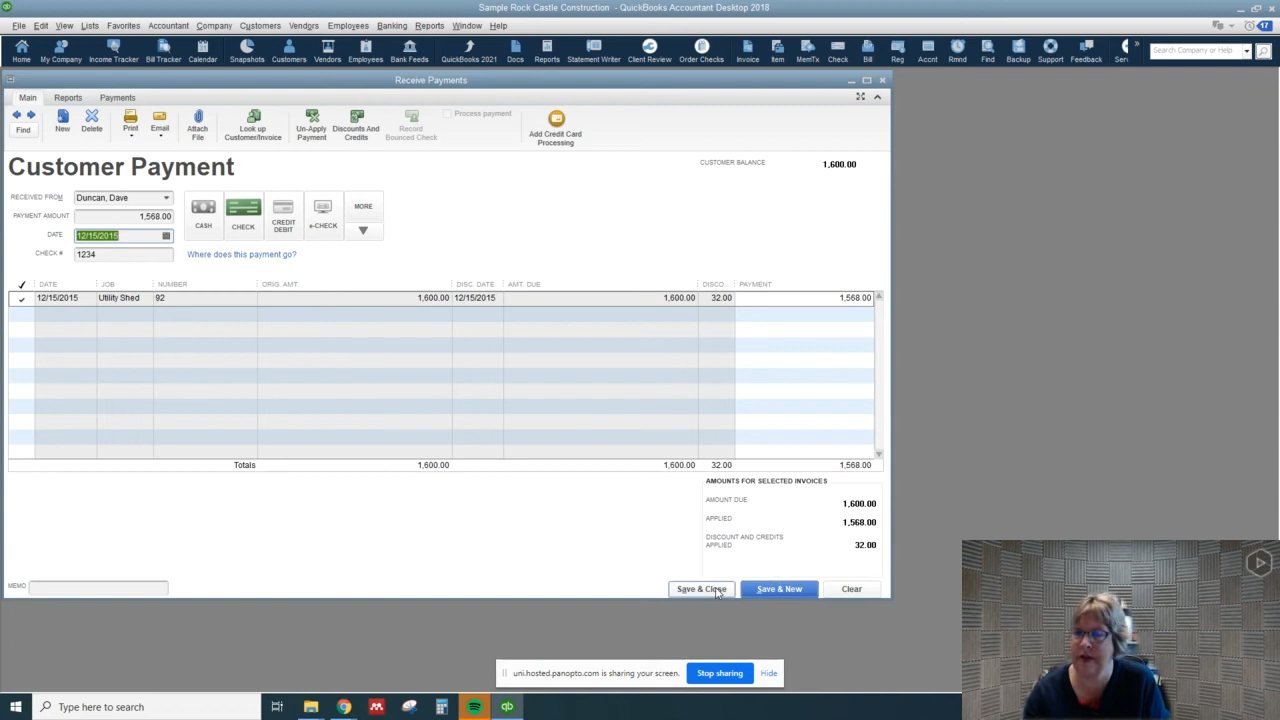 Sample Rock Castle Construction - QuickBooks Accountant Desktop 2018
File Edit View Lists Favorites Accountant Company Customers Vendors Employees Banking Reports Window Help
17
Home My Company Income Tracker Bill Tracker Calendar Snapshots Customers Vendors Employees Bank Feeds QuickBooks 2021 Docs Reports Statement Writer Client Review Order Checks Invoice Item MemTx Check Bill Reg Accnt Rmnd Find Backup Support Feedback Serv
Search Company or Help
Receive Payments
Main Reports Payments
Find New Delete Print Email Attach File Look up Customer/Invoice Un-Apply Payment Discounts And Credits Record Bounced Check Process payment Add Credit Card Processing
Customer Payment
CUSTOMER BALANCE 1,600.00
RECEIVED FROM Duncan, Dave
PAYMENT AMOUNT 1,568.00
DATE 12/15/2015
CHECK # 1234
CASH CHECK CREDIT DEBIT e-CHECK MORE
Where does this payment go?
DATE JOB NUMBER ORIG. AMT. DISC. DATE AMT. DUE DISCO... PAYMENT
12/15/2015 Utility Shed 92 1,600.00 12/15/2015 1,600.00 32.00 1,568.00
Totals 1,600.00 1,600.00 32.00 1,568.00
AMOUNTS FOR SELECTED INVOICES
AMOUNT DUE 1,600.00
APPLIED 1,568.00
DISCOUNT AND CREDITS APPLIED 32.00
MEMO
Save & Close Save & New Clear
uni.hosted.panopto.com is sharing your screen. Stop sharing Hide
Type here to search